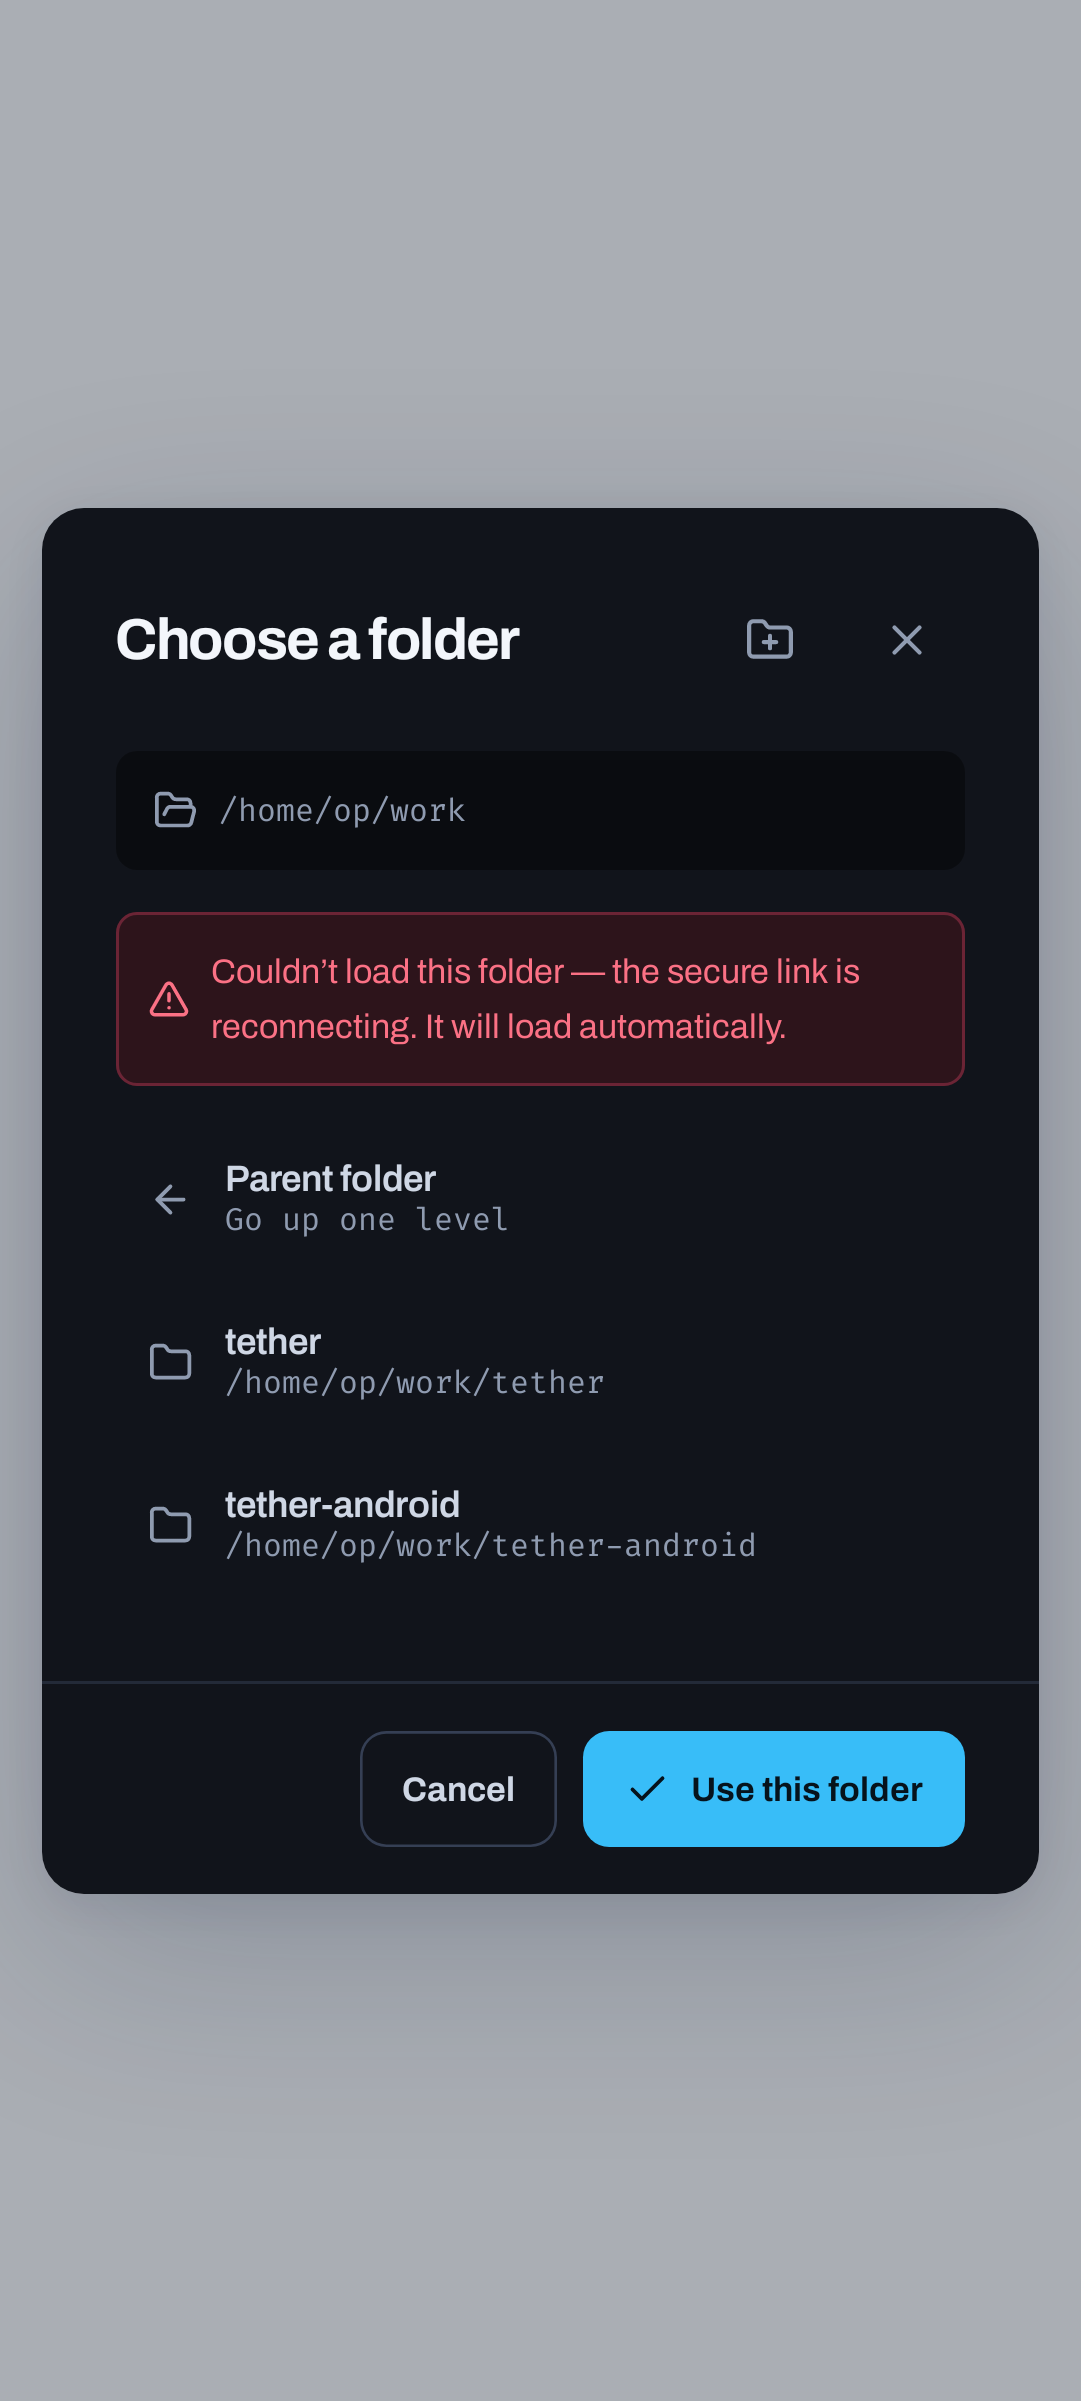 Choose a folder
/home/op/work
Couldn’t load this folder — the secure link is
reconnecting. It will load automatically.
Parent folder
Go up one level
tether
/home/op/work/tether
tether-android
/home/op/work/tether-android
Cancel
Use this folder